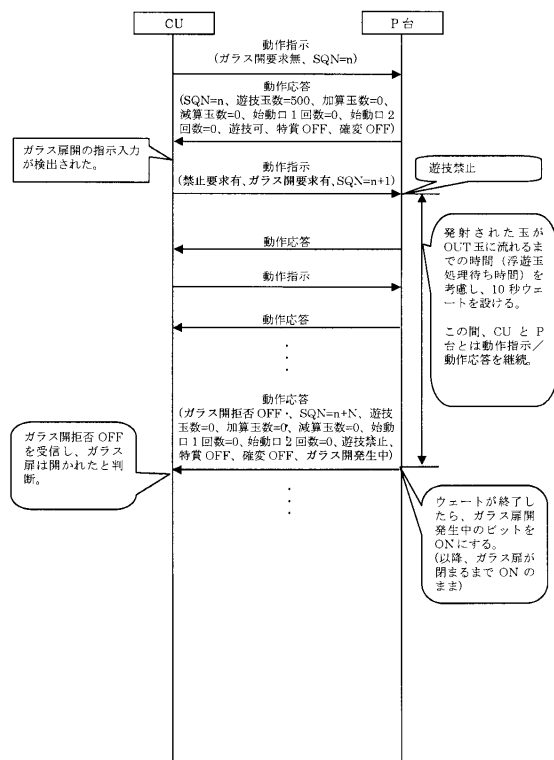 CU
P台
動作指示
(ガラス開要求無、SQN=n)
動作応答
(SQN=n、遊技玉数=500、加算玉数=0、
減算玉数=0、始動口1回数=0、始動口2
回数=0、遊技可、特賞OFF、確変OFF)
ガラス扉開の指示入力
が検出された。
動作指示
(禁止要求有、ガラス開要求有、SQN=n+1)
遊技禁止
発射された玉が
OUT玉に流れるま
での時間(浮遊玉
処理待ち時間)を
考慮し、10秒ウェ
ートを設ける。
この間、CUとP
台とは動作指示/
動作応答を継続。
動作応答
動作指示
動作応答
動作応答
(ガラス開拒否OFF、SQN=n+N、遊技
玉数=0、加算玉数=0、減算玉数=0、始動
口1回数=0、始動口2回数=0、遊技禁止、
特賞OFF、確変OFF、ガラス開発生中)
ガラス開拒否OFF
を受信し、ガラス
扉は開かれたと判
断。
ウェートが終了し
たら、ガラス扉開
発生中のビットを
ONにする。
(以降、ガラス扉が
閉まるまでONの
まま)